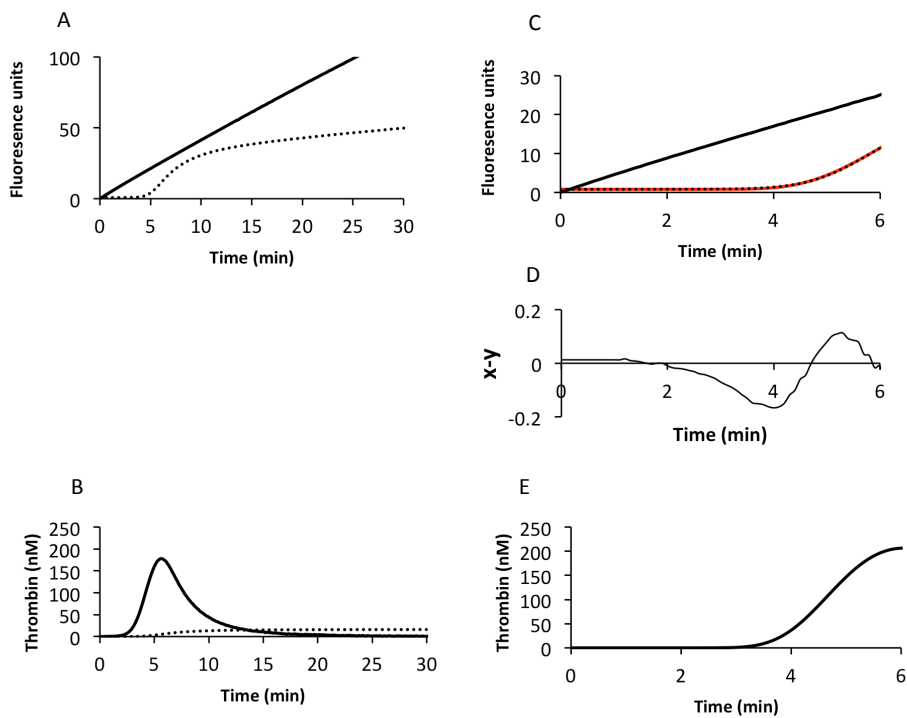 A
Fluoresence units
100
50
0
0 5 10 15 20 25 30
Time (min)
C
Fluoresence units
30
20
10
0
0 2 4 6
Time (min)
D
x-y
0.2
0
-0.2
0 2 4 6
Time (min)
B
Thrombin (nM)
250
200
150
100
50
0
0 5 10 15 20 25 30
Time (min)
E
Thrombin (nM)
250
200
150
100
50
0
0 2 4 6
Time (min)